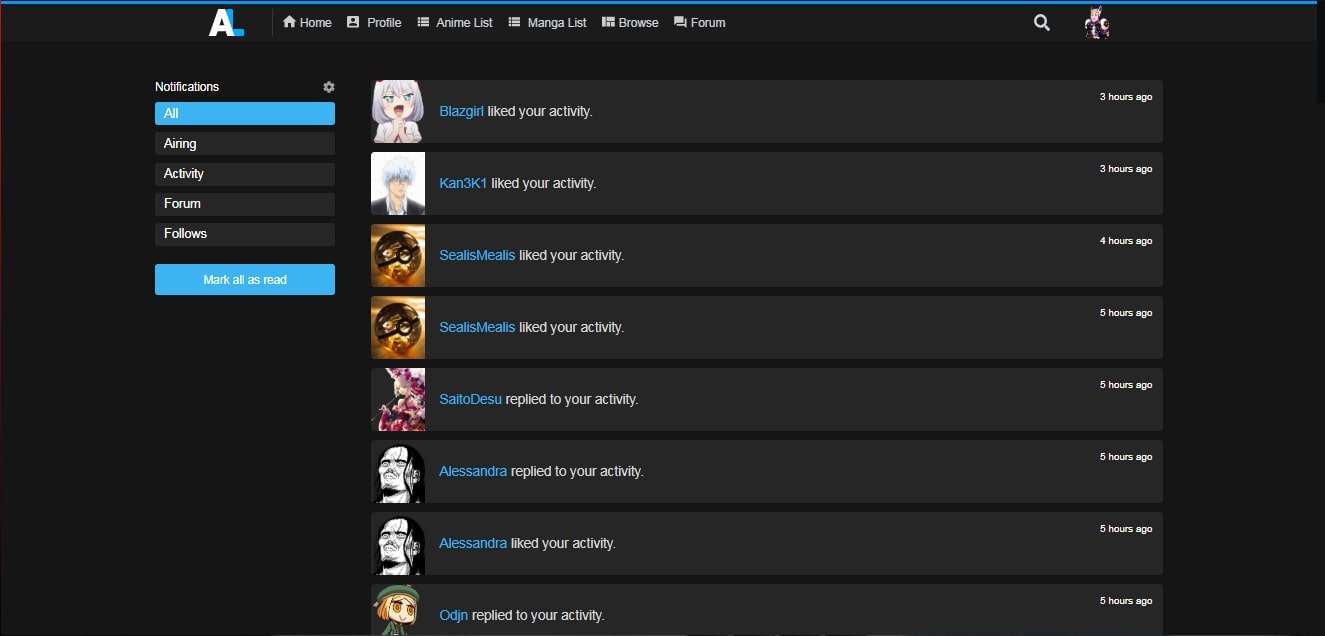 AL
Home Profile Anime List Manga List Browse Forum
Notifications
All
Airing
Activity
Forum
Follows
Mark all as read
Blazgirl liked your activity.
3 hours ago
Kan3K1 liked your activity.
3 hours ago
SealisMealis liked your activity.
4 hours ago
SealisMealis liked your activity.
5 hours ago
SaitoDesu replied to your activity.
5 hours ago
Alessandra replied to your activity.
5 hours ago
Alessandra liked your activity.
5 hours ago
Odjn replied to your activity.
5 hours ago